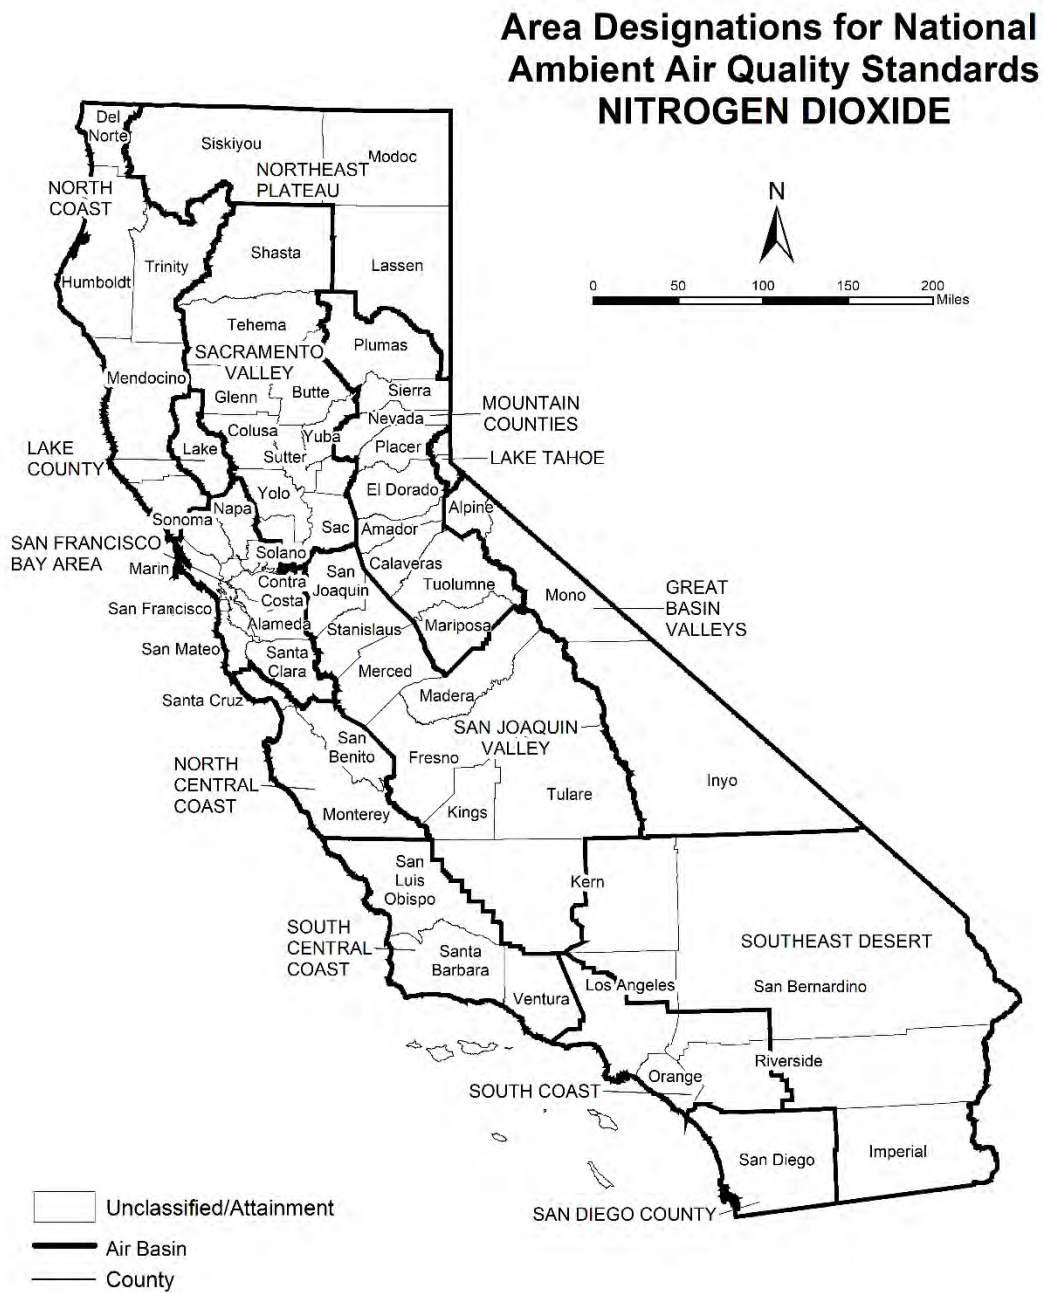 Area Designations for National
Ambient Air Quality Standards
NITROGEN DIOXIDE
N
0 50 100 150 200
Miles
Del
Norte
Siskiyou
Modoc
NORTHEAST
PLATEAU
NORTH
COAST
Shasta
Trinity
Lassen
Humboldt
Tehema
Plumas
SACRAMENTO
VALLEY
Mendocino
Glenn
Butte
Sierra
MOUNTAIN
COUNTIES
Nevada
Colusa
Yuba
LAKE
COUNTY
Lake
Sutter
Placer
LAKE TAHOE
Yolo
El Dorado
Napa
Alpine
Sonoma
Sac
Amador
SAN FRANCISCO
BAY AREA
Solano
Marin
Calaveras
San
Joaquin
Contra
Costa
Tuolumne
Mono
GREAT
BASIN
VALLEYS
San Francisco
Alameda
Stanislaus
Mariposa
San Mateo
Santa
Clara
Merced
Santa Cruz
Madera
SAN JOAQUIN
VALLEY
San
Benito
Fresno
NORTH
CENTRAL
COAST
Inyo
Tulare
Monterey
Kings
San
Luis
Obispo
Kern
SOUTH
CENTRAL
COAST
Santa
Barbara
SOUTHEAST DESERT
Ventura
Los Angeles
San Bernardino
Riverside
Orange
SOUTH COAST
San Diego
Imperial
SAN DIEGO COUNTY
Unclassified/Attainment
Air Basin
County